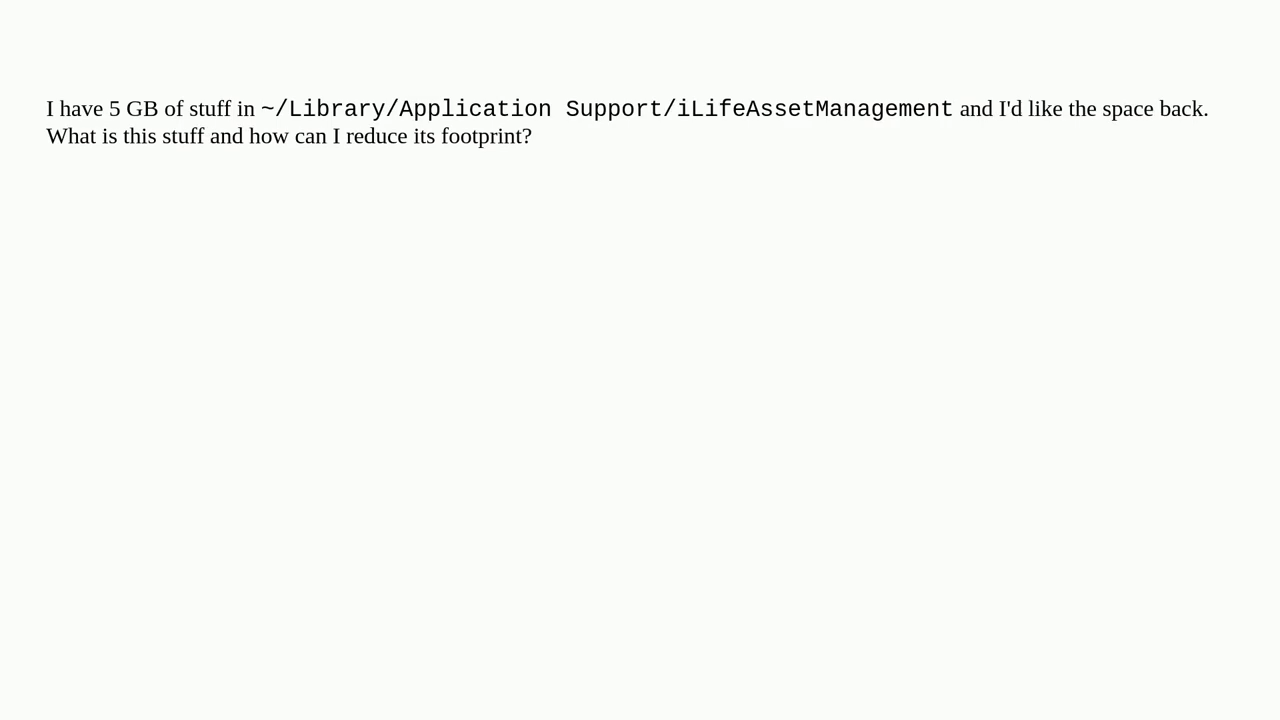 I have 5 GB of stuff in ~/Library/Application Support/iLifeAssetManagement and I'd like the space back.
What is this stuff and how can I reduce its footprint?